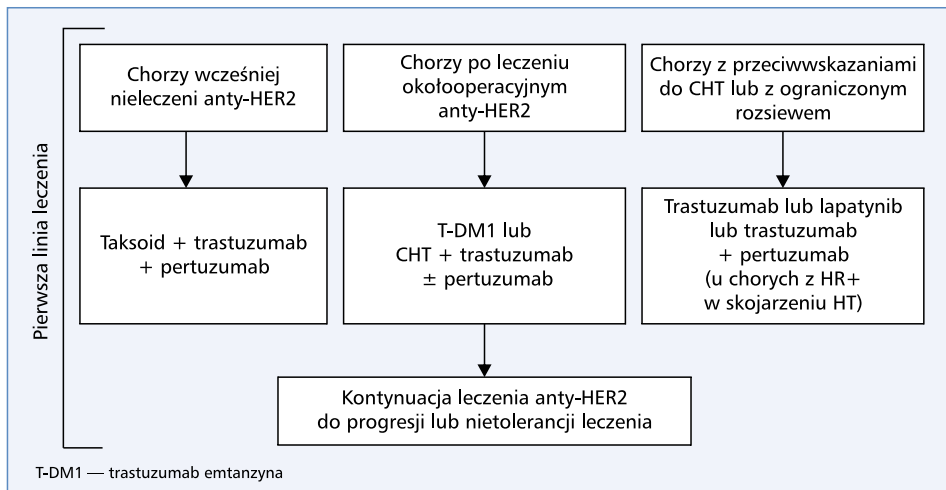 Pierwsza linia leczenia
Chorzy wcześniej
nieleczeni anty-HER2
Chorzy po leczeniu
okołooperacyjnym
anty-HER2
Chorzy z przeciwwskazaniami
do CHT lub z ograniczonym
rozsiewem
Taksoid + trastuzumab
+ pertuzumab
T-DM1 lub
CHT + trastuzumab
± pertuzumab
Trastuzumab lub lapatynib
lub trastuzumab
+ pertuzumab
(u chorych z HR+
w skojarzeniu HT)
Kontynuacja leczenia anty-HER2
do progresji lub nietolerancji leczenia
T-DM1 — trastuzumab emtanzyna